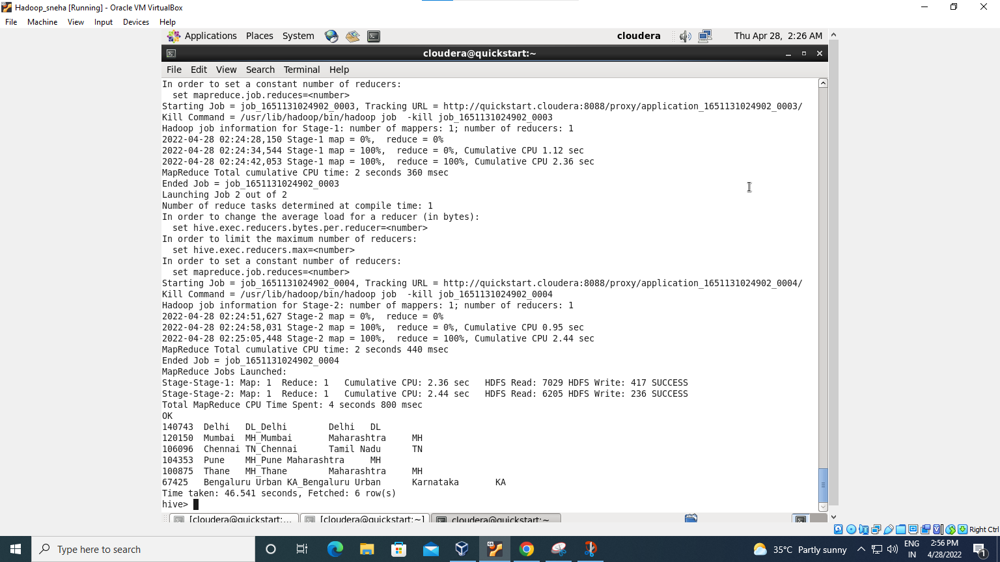 Hadoop_sneha [Running] - Oracle VM VirtualBox
File Machine View Input Devices Help
Applications Places System cloudera Thu Apr 28, 2:26 AM
cloudera@quickstart:~
File Edit View Search Terminal Help
In order to set a constant number of reducers:
  set mapreduce.job.reduces=<number>
Starting Job = job_1651131024902_0003, Tracking URL = http://quickstart.cloudera:8088/proxy/application_1651131024902_0003/
Kill Command = /usr/lib/hadoop/bin/hadoop job  -kill job_1651131024902_0003
Hadoop job information for Stage-1: number of mappers: 1; number of reducers: 1
2022-04-28 02:24:28,150 Stage-1 map = 0%,  reduce = 0%
2022-04-28 02:24:34,544 Stage-1 map = 100%,  reduce = 0%, Cumulative CPU 1.12 sec
2022-04-28 02:24:42,053 Stage-1 map = 100%,  reduce = 100%, Cumulative CPU 2.36 sec
MapReduce Total cumulative CPU time: 2 seconds 360 msec
Ended Job = job_1651131024902_0003
Launching Job 2 out of 2
Number of reduce tasks determined at compile time: 1
In order to change the average load for a reducer (in bytes):
  set hive.exec.reducers.bytes.per.reducer=<number>
In order to limit the maximum number of reducers:
  set hive.exec.reducers.max=<number>
In order to set a constant number of reducers:
  set mapreduce.job.reduces=<number>
Starting Job = job_1651131024902_0004, Tracking URL = http://quickstart.cloudera:8088/proxy/application_1651131024902_0004/
Kill Command = /usr/lib/hadoop/bin/hadoop job  -kill job_1651131024902_0004
Hadoop job information for Stage-2: number of mappers: 1; number of reducers: 1
2022-04-28 02:24:51,627 Stage-2 map = 0%,  reduce = 0%
2022-04-28 02:24:58,031 Stage-2 map = 100%,  reduce = 0%, Cumulative CPU 0.95 sec
2022-04-28 02:25:05,448 Stage-2 map = 100%,  reduce = 100%, Cumulative CPU 2.44 sec
MapReduce Total cumulative CPU time: 2 seconds 440 msec
Ended Job = job_1651131024902_0004
MapReduce Jobs Launched:
Stage-Stage-1: Map: 1  Reduce: 1   Cumulative CPU: 2.36 sec   HDFS Read: 7029 HDFS Write: 417 SUCCESS
Stage-Stage-2: Map: 1  Reduce: 1   Cumulative CPU: 2.44 sec   HDFS Read: 6205 HDFS Write: 236 SUCCESS
Total MapReduce CPU Time Spent: 4 seconds 800 msec
OK
140743  Delhi   DL_Delhi        Delhi   DL
120150  Mumbai  MH_Mumbai       Maharashtra     MH
106096  Chennai TN_Chennai      Tamil Nadu      TN
104353  Pune    MH_Pune Maharashtra     MH
100875  Thane   MH_Thane        Maharashtra     MH
67425   Bengaluru Urban KA_Bengaluru Urban      Karnataka       KA
Time taken: 46.541 seconds, Fetched: 6 row(s)
hive>
[cloudera@quickstart:... [cloudera@quickstart:~] cloudera@quickstart:~
Right Ctrl
Type here to search 35°C Partly sunny ENG IN 2:56 PM 4/28/2022 1